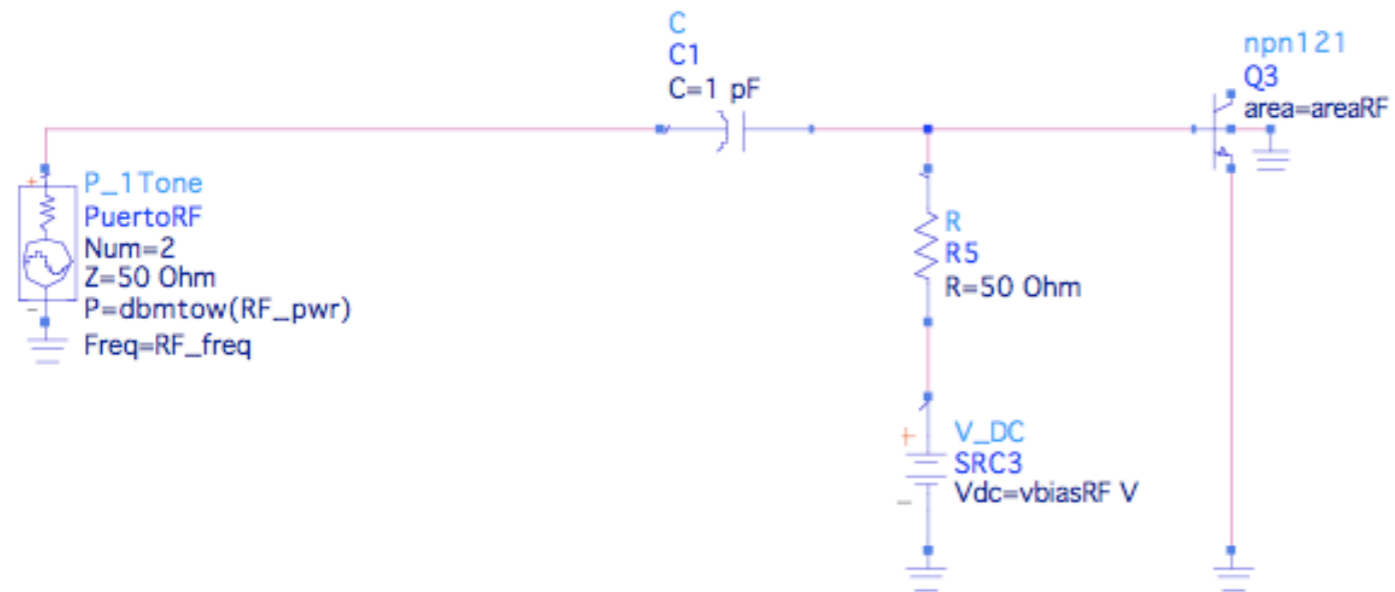 C
C1
C=1 pF
npn121
Q3
area=areaRF
+
P_1Tone
PuertoRF
Num=2
Z=50 Ohm
P=dbmtow(RF_pwr)
Freq=RF_freq
–
R
R5
R=50 Ohm
+
V_DC
SRC3
Vdc=vbiasRF V
–